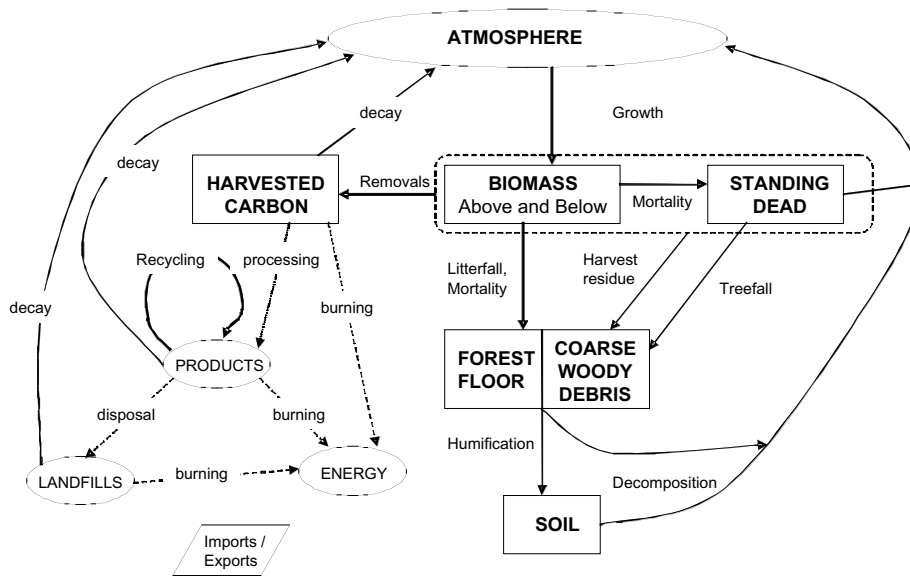 ATMOSPHERE
decay
Growth
decay
HARVESTED
CARBON
Removals
BIOMASS
Above and Below
Mortality
STANDING
DEAD
Recycling
processing
Litterfall,
Mortality
Harvest
residue
Treefall
decay
burning
PRODUCTS
FOREST
FLOOR
COARSE
WOODY
DEBRIS
disposal
burning
Humification
LANDFILLS
burning
ENERGY
Decomposition
SOIL
Imports /
Exports